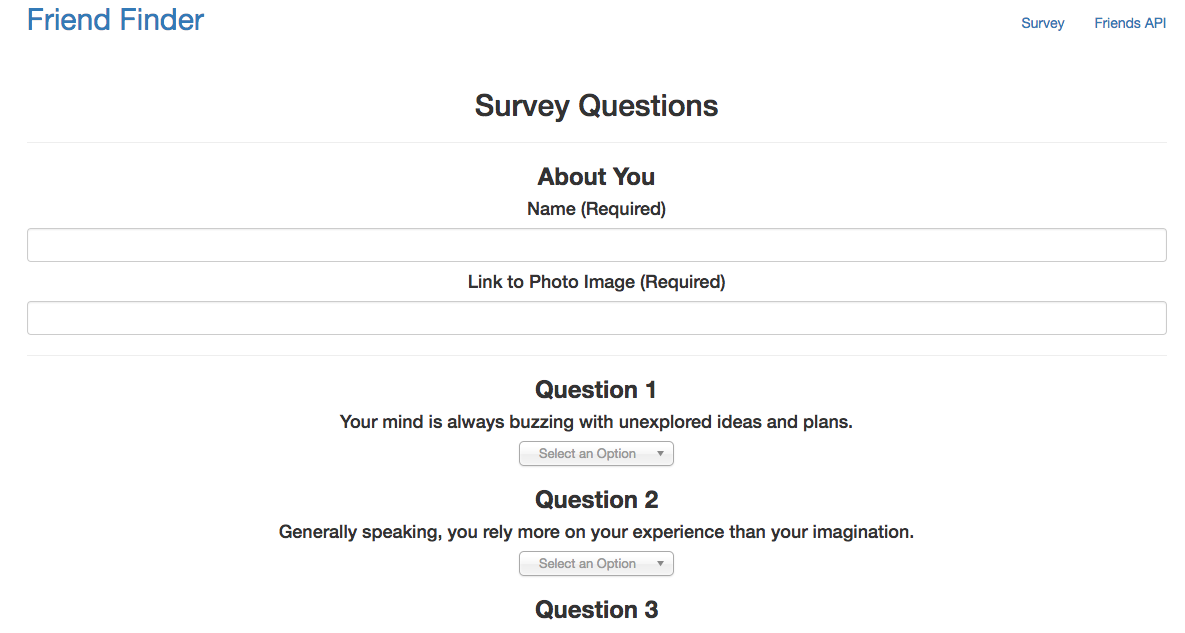 Friend Finder
Survey
Friends API
Survey Questions
About You
Name (Required)
Link to Photo Image (Required)
Question 1
Your mind is always buzzing with unexplored ideas and plans.
Select an Option
Question 2
Generally speaking, you rely more on your experience than your imagination.
Select an Option
Question 3